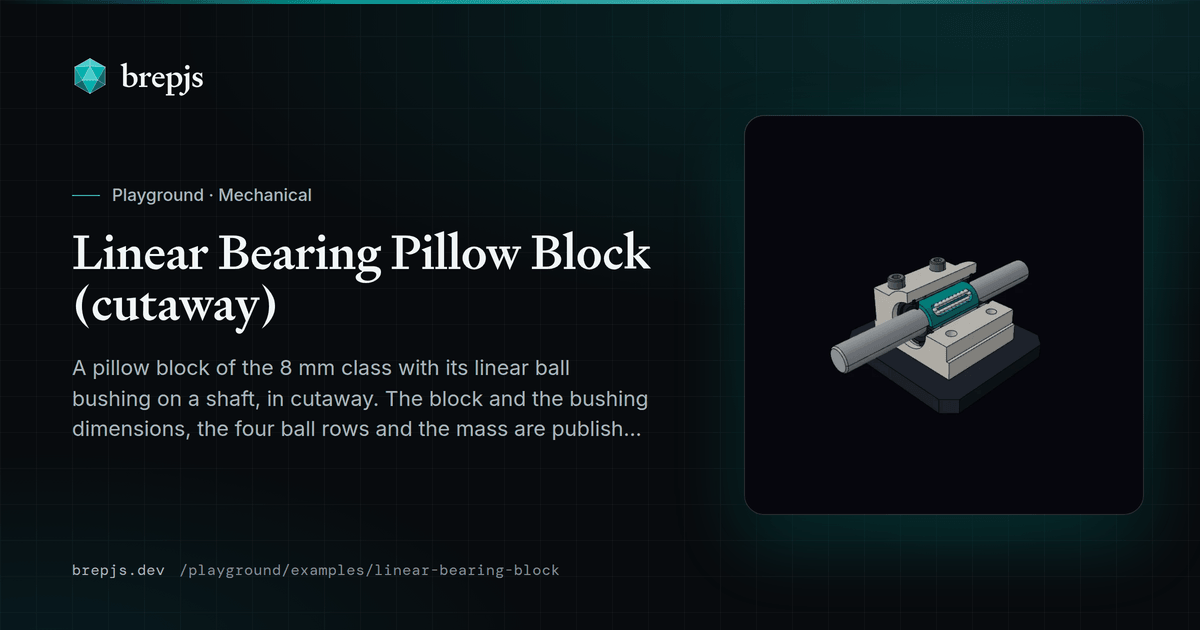 brepjs
Playground · Mechanical
Linear Bearing Pillow Block
(cutaway)
A pillow block of the 8 mm class with its linear ball
bushing on a shaft, in cutaway. The block and the bushing
dimensions, the four ball rows and the mass are publish...
brepjs.dev /playground/examples/linear-bearing-block